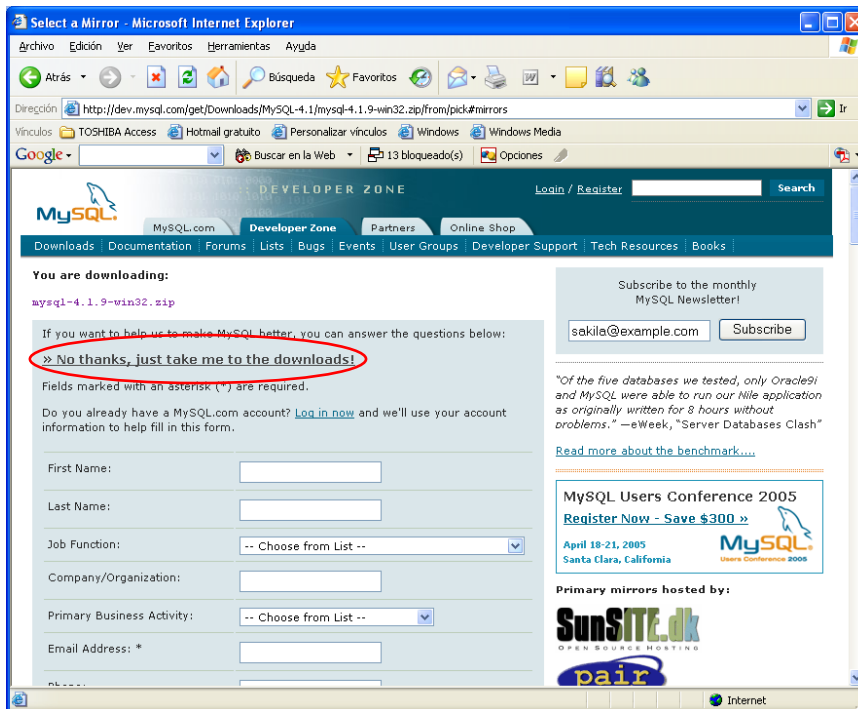 Select a Mirror - Microsoft Internet Explorer
Archivo Edición Ver Favoritos Herramientas Ayuda
Atrás Búsqueda Favoritos
Dirección http://dev.mysql.com/get/Downloads/MySQL-4.1/mysql-4.1.9-win32.zip/from/pick#mirrors Ir
Vínculos TOSHIBA Access Hotmail gratuito Personalizar vínculos Windows Windows Media
Google Buscar en la Web 13 bloqueado(s) Opciones
:: DEVELOPER ZONE
Login / Register Search
MySQL.
MySQL.com Developer Zone Partners Online Shop
Downloads Documentation Forums Lists Bugs Events User Groups Developer Support Tech Resources Books
You are downloading:
mysql-4.1.9-win32.zip
If you want to help us to make MySQL better, you can answer the questions below:
» No thanks, just take me to the downloads!
Fields marked with an asterisk (*) are required.
Do you already have a MySQL.com account? Log in now and we'll use your account
information to help fill in this form.
First Name:
Last Name:
Job Function: -- Choose from List --
Company/Organization:
Primary Business Activity: -- Choose from List --
Email Address: *
Subscribe to the monthly
MySQL Newsletter!
sakila@example.com Subscribe
"Of the five databases we tested, only Oracle9i
and MySQL were able to run our Nile application
as originally written for 8 hours without
problems." —eWeek, "Server Databases Clash"
Read more about the benchmark....
MySQL Users Conference 2005
Register Now - Save $300 »
April 18-21, 2005
Santa Clara, California
MySQL.
Users Conference 2005
Primary mirrors hosted by:
SunSITE.dk
OPEN SOURCE HOSTING
pair
Internet